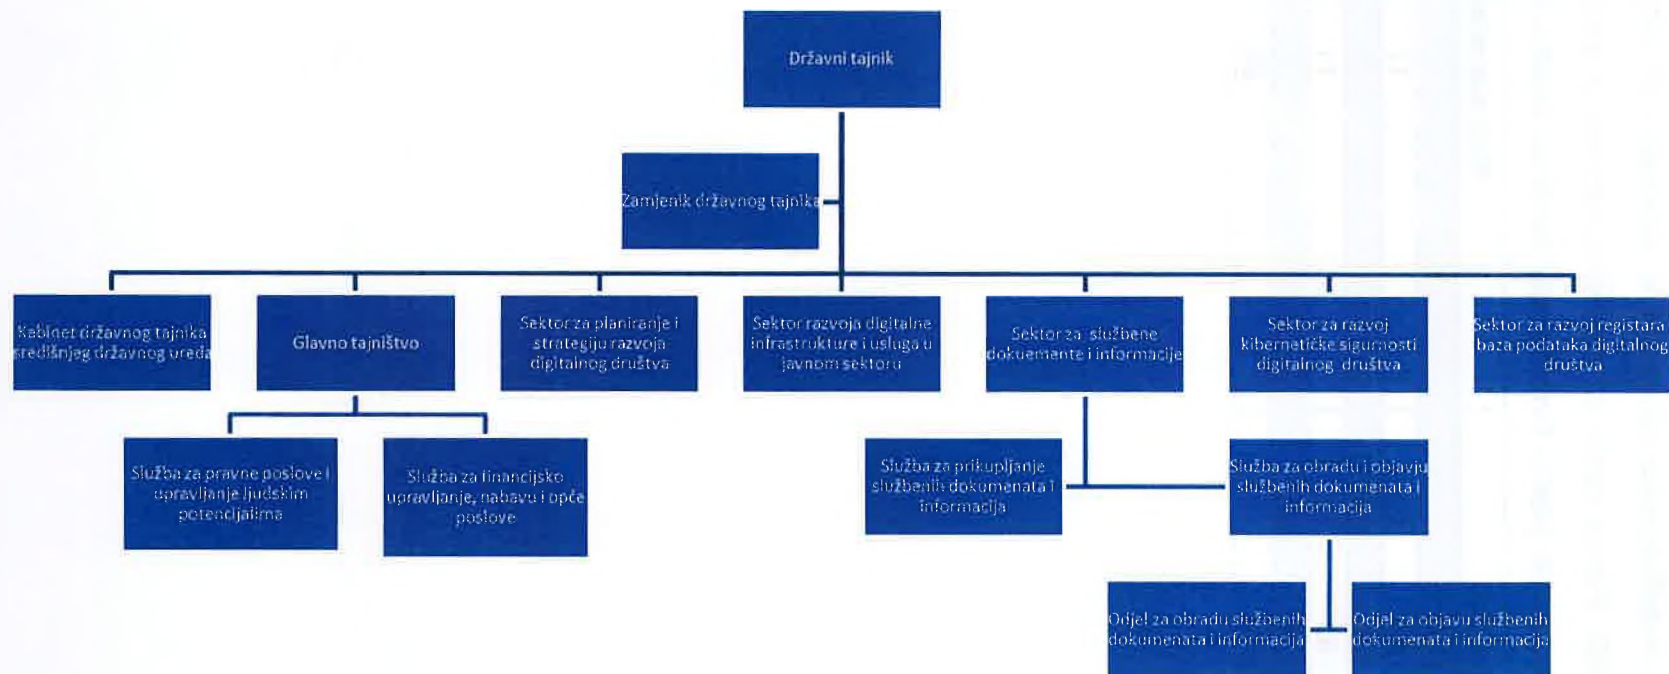 Državni tajnik
Zamjenik državnog tajnika
Kabinet državnog tajnika
središnjeg državnog ureda
Glavno tajništvo
Sektor za planiranje i
strategiju razvoja
digitalnog društva
Sektor razvoja digitalne
infrastrukture i usluga u
javnom sektoru
Sektor za službene
dokuemente i informacije
Sektor za razvoj
kibernetičke sigurnosti
digitalnog društva
Sektor za razvoj registara i
baza podataka digitalnog
društva
Služba za pravne poslove i
upravljanje ljudskim
potencijalima
Služba za financijsko
upravljanje, nabavu i opće
poslove
Služba za prikupljanje
službenih dokumenata i
informacija
Služba za obradu i objavju
službenih dokumenata i
informacija
Odjel za obradu službenih
dokumenata i informacija
Odjel za objavu službenih
dokumenata i informacija